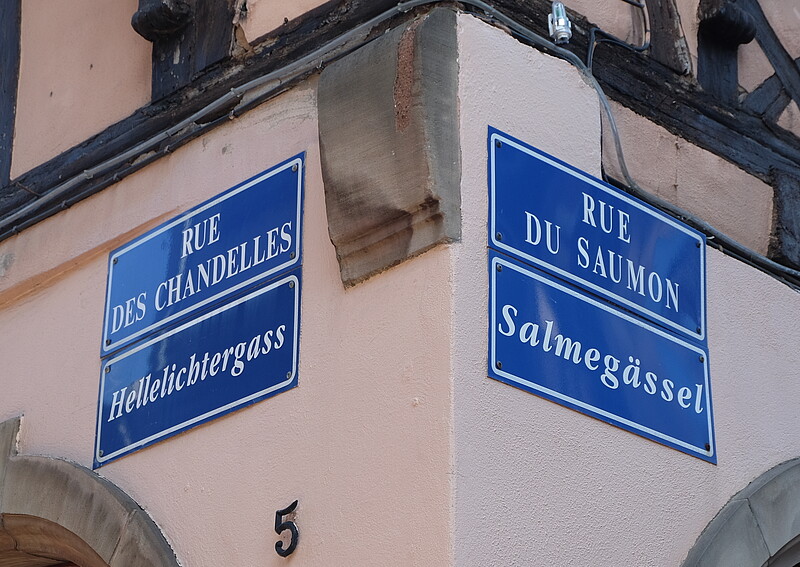 RUE
DES CHANDELLES
Hellelichtergass
RUE
DU SAUMON
Salmegässel
5